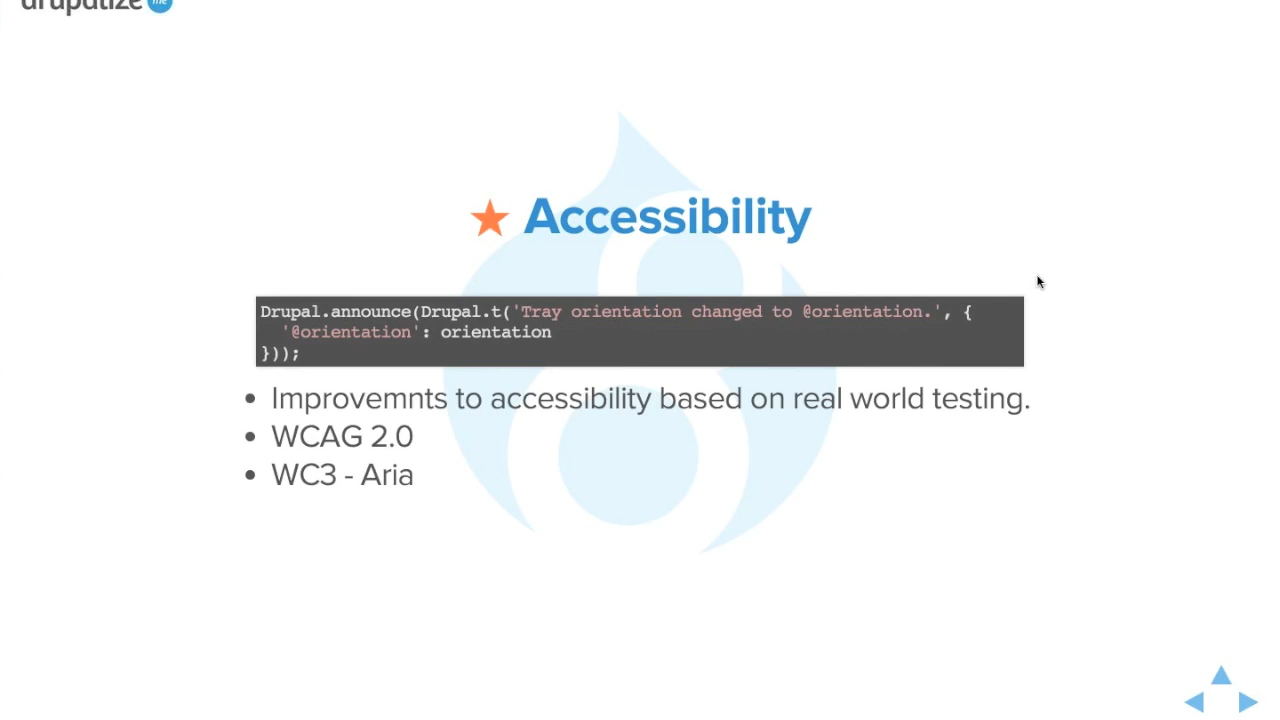 drupalize me
★ Accessibility
Drupal.announce(Drupal.t('Tray orientation changed to @orientation.', {
'@orientation': orientation
}));
• Improvemnts to accessibility based on real world testing.
• WCAG 2.0
• WC3 - Aria